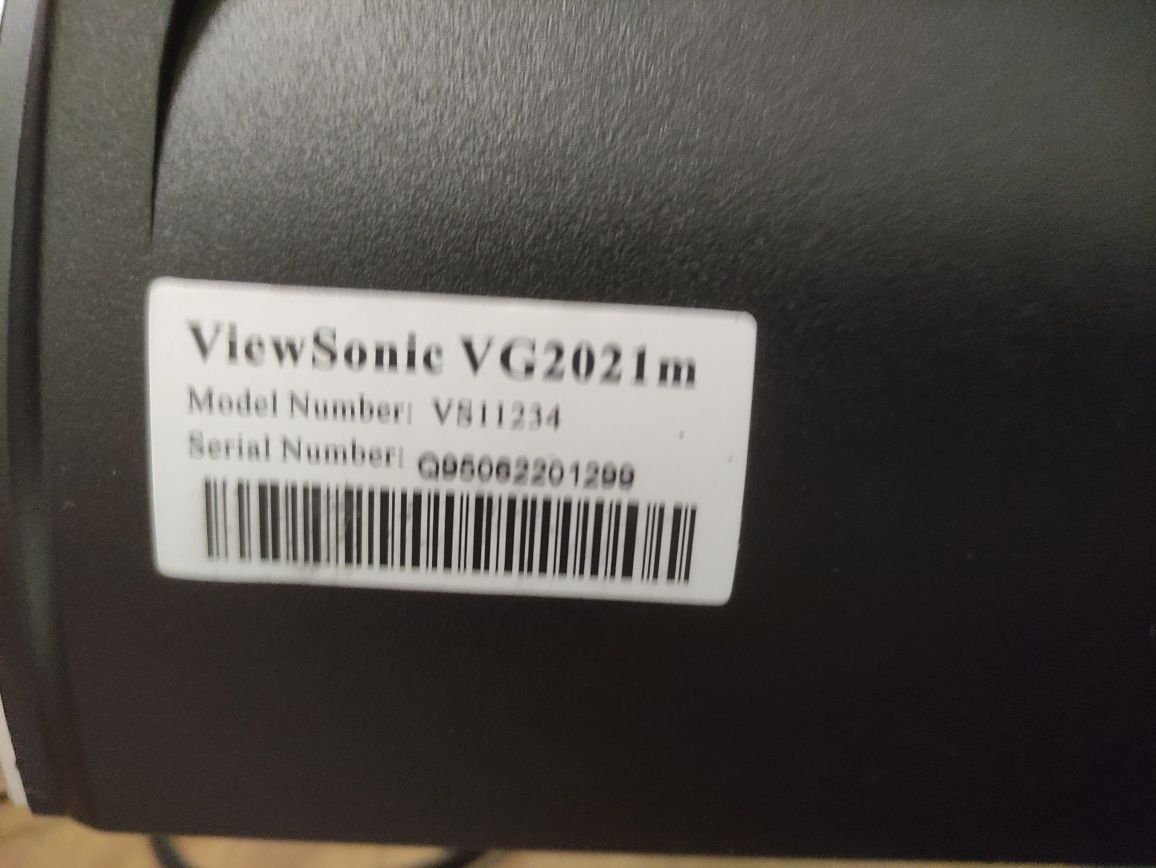 ViewSonic VG2021m
Model Number: VS11234
Serial Number: Q95062201299